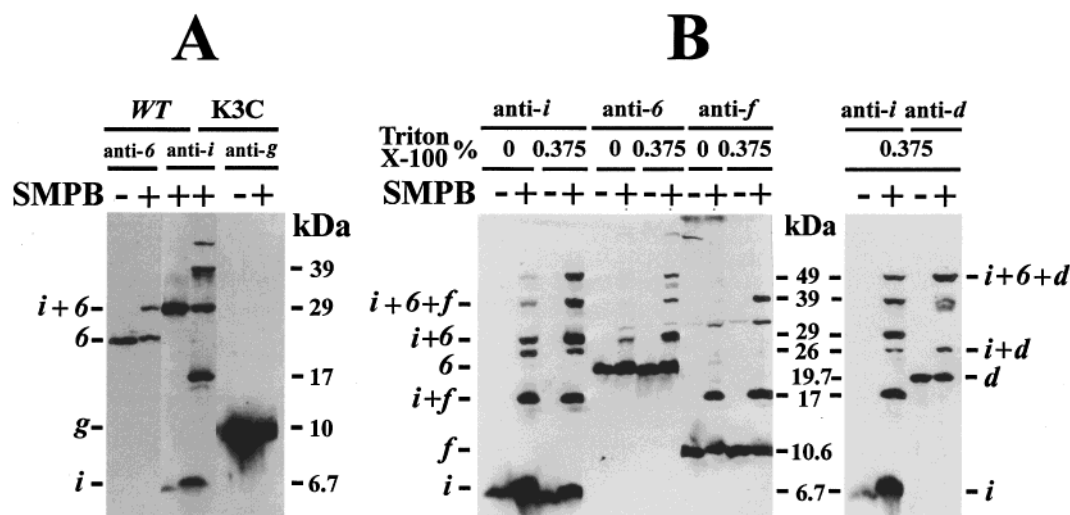 A B
WT K3C
anti-6 anti-i anti-g
SMPB - + + + - +
kDa
- 39
i+6 - - 29
6 -
- 17
g - - 10
i - - 6.7
anti-i anti-6 anti-f anti-i anti-d
Triton X-100 % 0 0.375 0 0.375 0 0.375 0.375
SMPB - + - + - + - + - + - + - + - +
kDa
- 49 - - i+6+d
i+6+f - - 39 -
i+6 - - 29 -
- 26 - - i+d
6 - 19.7 - - d
i+f - - 17 -
f - - 10.6 -
i - - 6.7 - - i